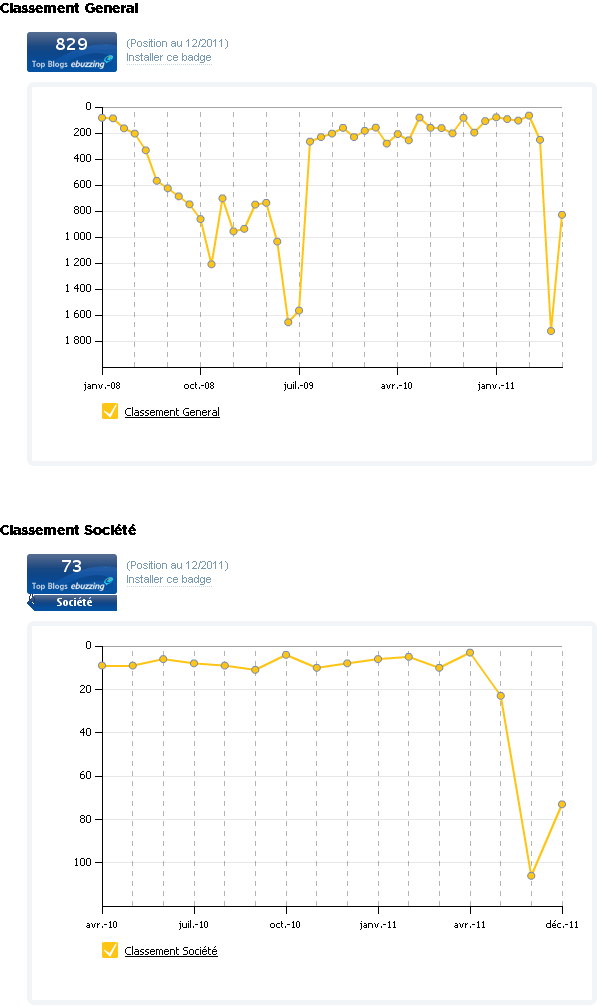 Classement General
829
Top Blogs ebuzzing
(Position au 12/2011)
Installer ce badge
0
200
400
600
800
1 000
1 200
1 400
1 600
1 800
janv.-08 oct.-08 juil.-09 avr.-10 janv.-11
Classement General
Classement Société
73
Top Blogs ebuzzing
Société
(Position au 12/2011)
Installer ce badge
0
20
40
60
80
100
avr.-10 juil.-10 oct.-10 janv.-11 avr.-11 déc.-11
Classement Société